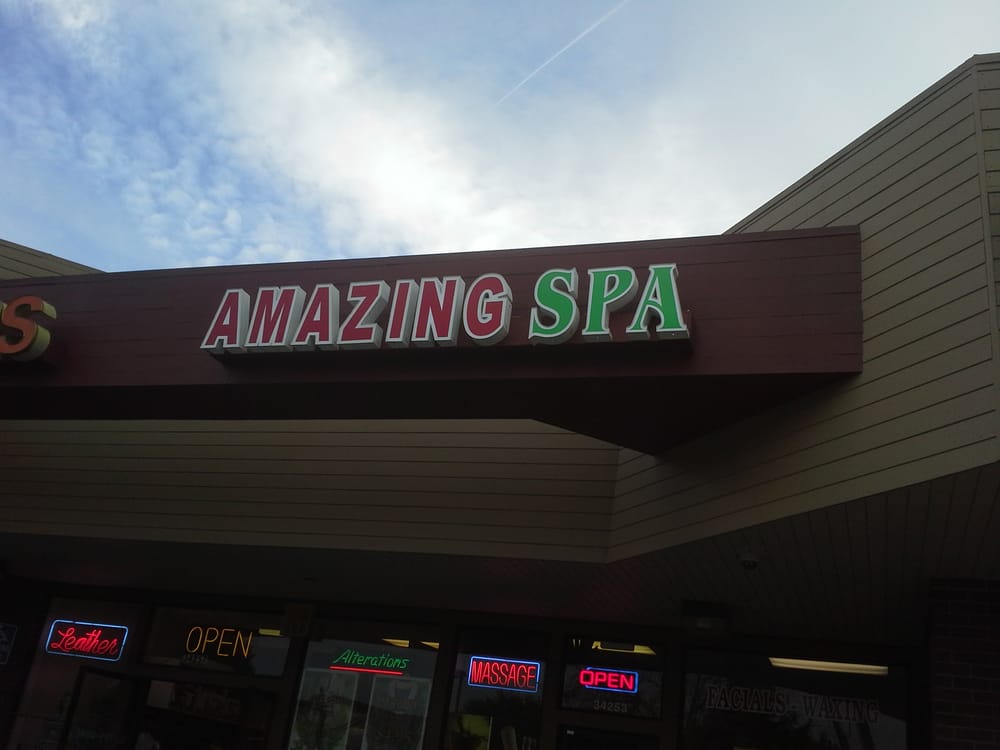 S
AMAZING SPA
Leather
OPEN
Alterations
MASSAGE
OPEN
34253
FACIALS - WAXING